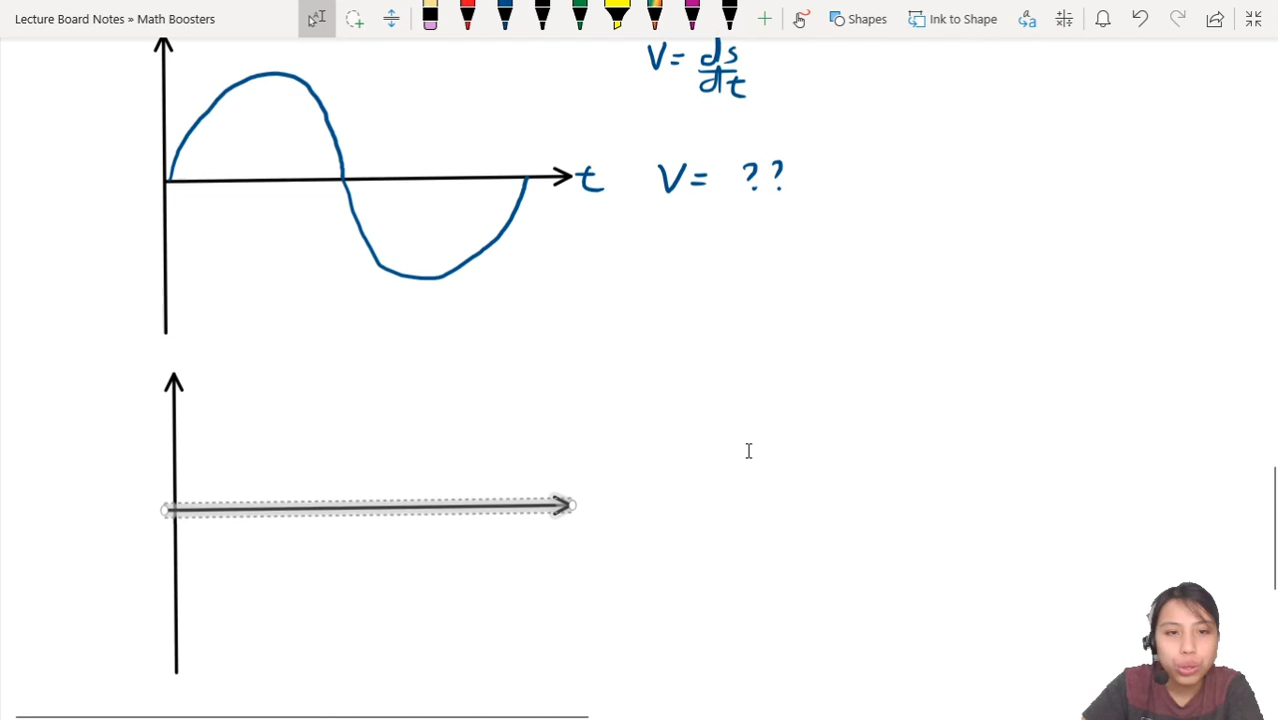 Lecture Board Notes » Math Boosters
Shapes
Ink to Shape
V = ds/dt
t
V = ??